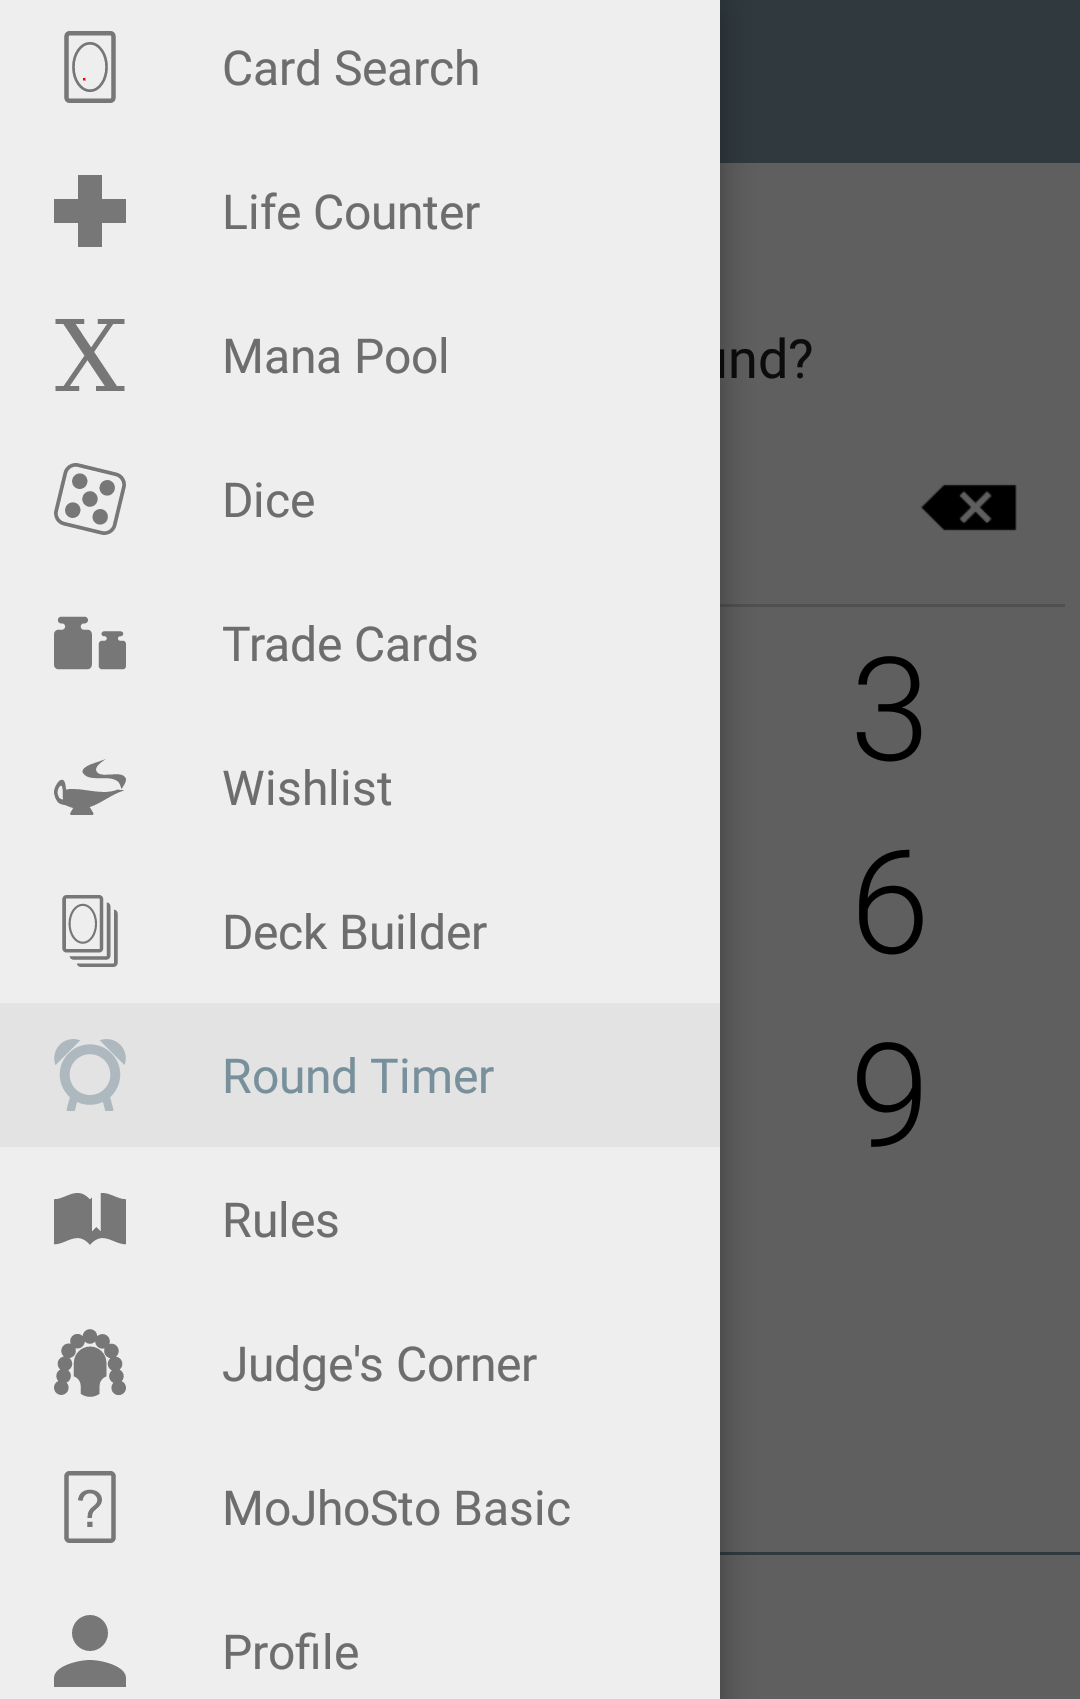 Card Search
Life Counter
X Mana Pool
und?
Dice
Trade Cards
3
Wishlist
6
Deck Builder
Round Timer
9
Rules
Judge's Corner
? MoJhoSto Basic
Profile